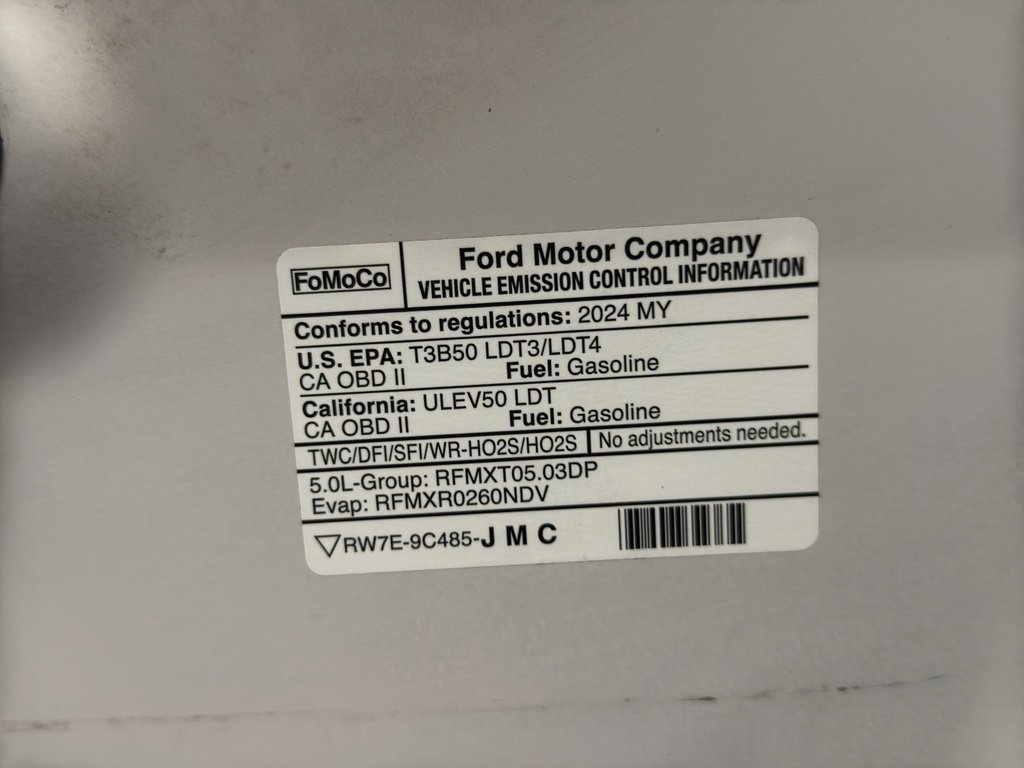 FoMoCo
Ford Motor Company
VEHICLE EMISSION CONTROL INFORMATION
Conforms to regulations: 2024 MY
U.S. EPA: T3B50 LDT3/LDT4
CA OBD II Fuel: Gasoline
California: ULEV50 LDT
CA OBD II Fuel: Gasoline
TWC/DFI/SFI/WR-HO2S/HO2S No adjustments needed.
5.0L-Group: RFMXT05.03DP
Evap: RFMXR0260NDV
RW7E-9C485-J M C